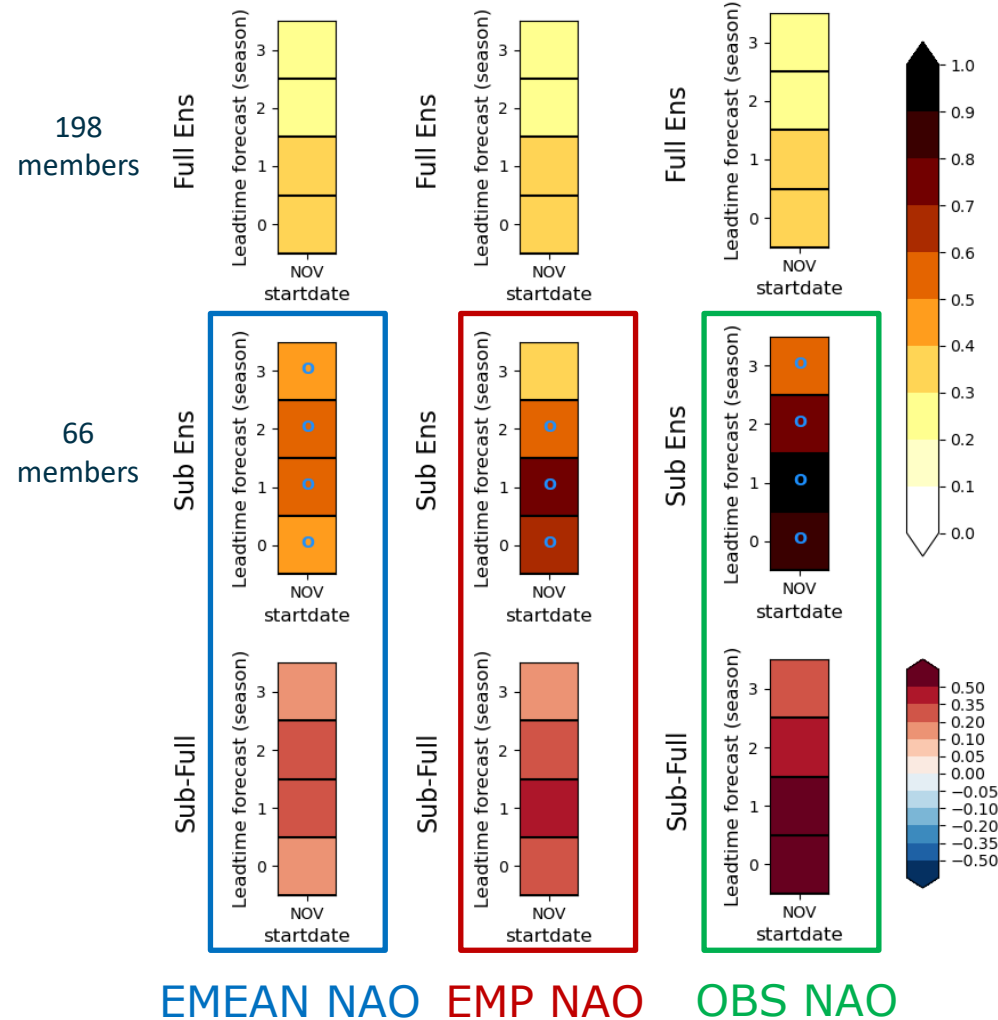 198
members
Full Ens
Leadtime forecast (season)
3
2
1
0
NOV
startdate
Full Ens
Leadtime forecast (season)
3
2
1
0
NOV
startdate
Full Ens
Leadtime forecast (season)
3
2
1
0
NOV
startdate
1.0
0.9
0.8
0.7
0.6
0.5
0.4
0.3
0.2
0.1
0.0
66
members
Sub Ens
Leadtime forecast (season)
3
2
1
0
o
o
o
o
NOV
startdate
Sub Ens
Leadtime forecast (season)
3
2
1
0
o
o
o
NOV
startdate
Sub Ens
Leadtime forecast (season)
3
2
1
0
o
o
o
o
NOV
startdate
Sub-Full
Leadtime forecast (season)
3
2
1
0
NOV
startdate
Sub-Full
Leadtime forecast (season)
3
2
1
0
NOV
startdate
Sub-Full
Leadtime forecast (season)
3
2
1
0
NOV
startdate
0.50
0.35
0.20
0.10
0.05
0.00
−0.05
−0.10
−0.20
−0.35
−0.50
EMEAN NAO
EMP NAO
OBS NAO